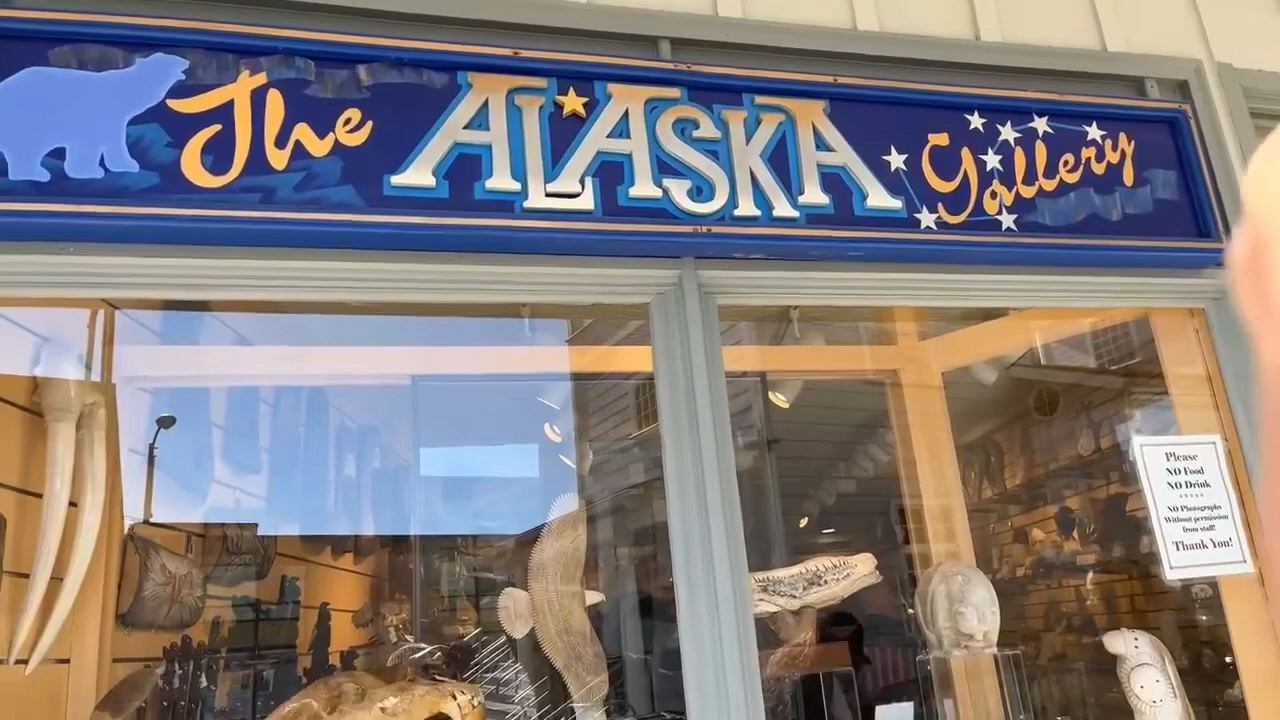 The ALASKA Gallery
Please
NO Food
NO Drink
NO Photographs
Without permission
from staff!
Thank You!